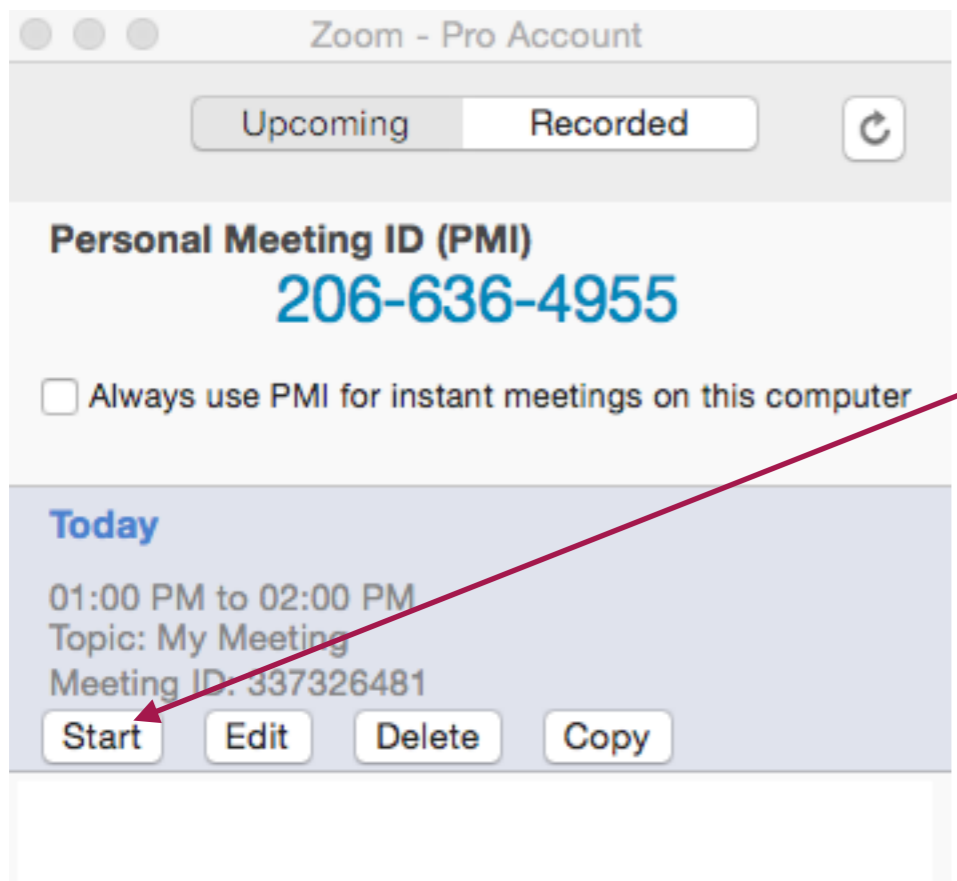 Zoom - Pro Account
Upcoming Recorded
Personal Meeting ID (PMI)
206-636-4955
Always use PMI for instant meetings on this computer
Today
01:00 PM to 02:00 PM
Topic: My Meeting
Meeting ID: 337326481
Start Edit Delete Copy